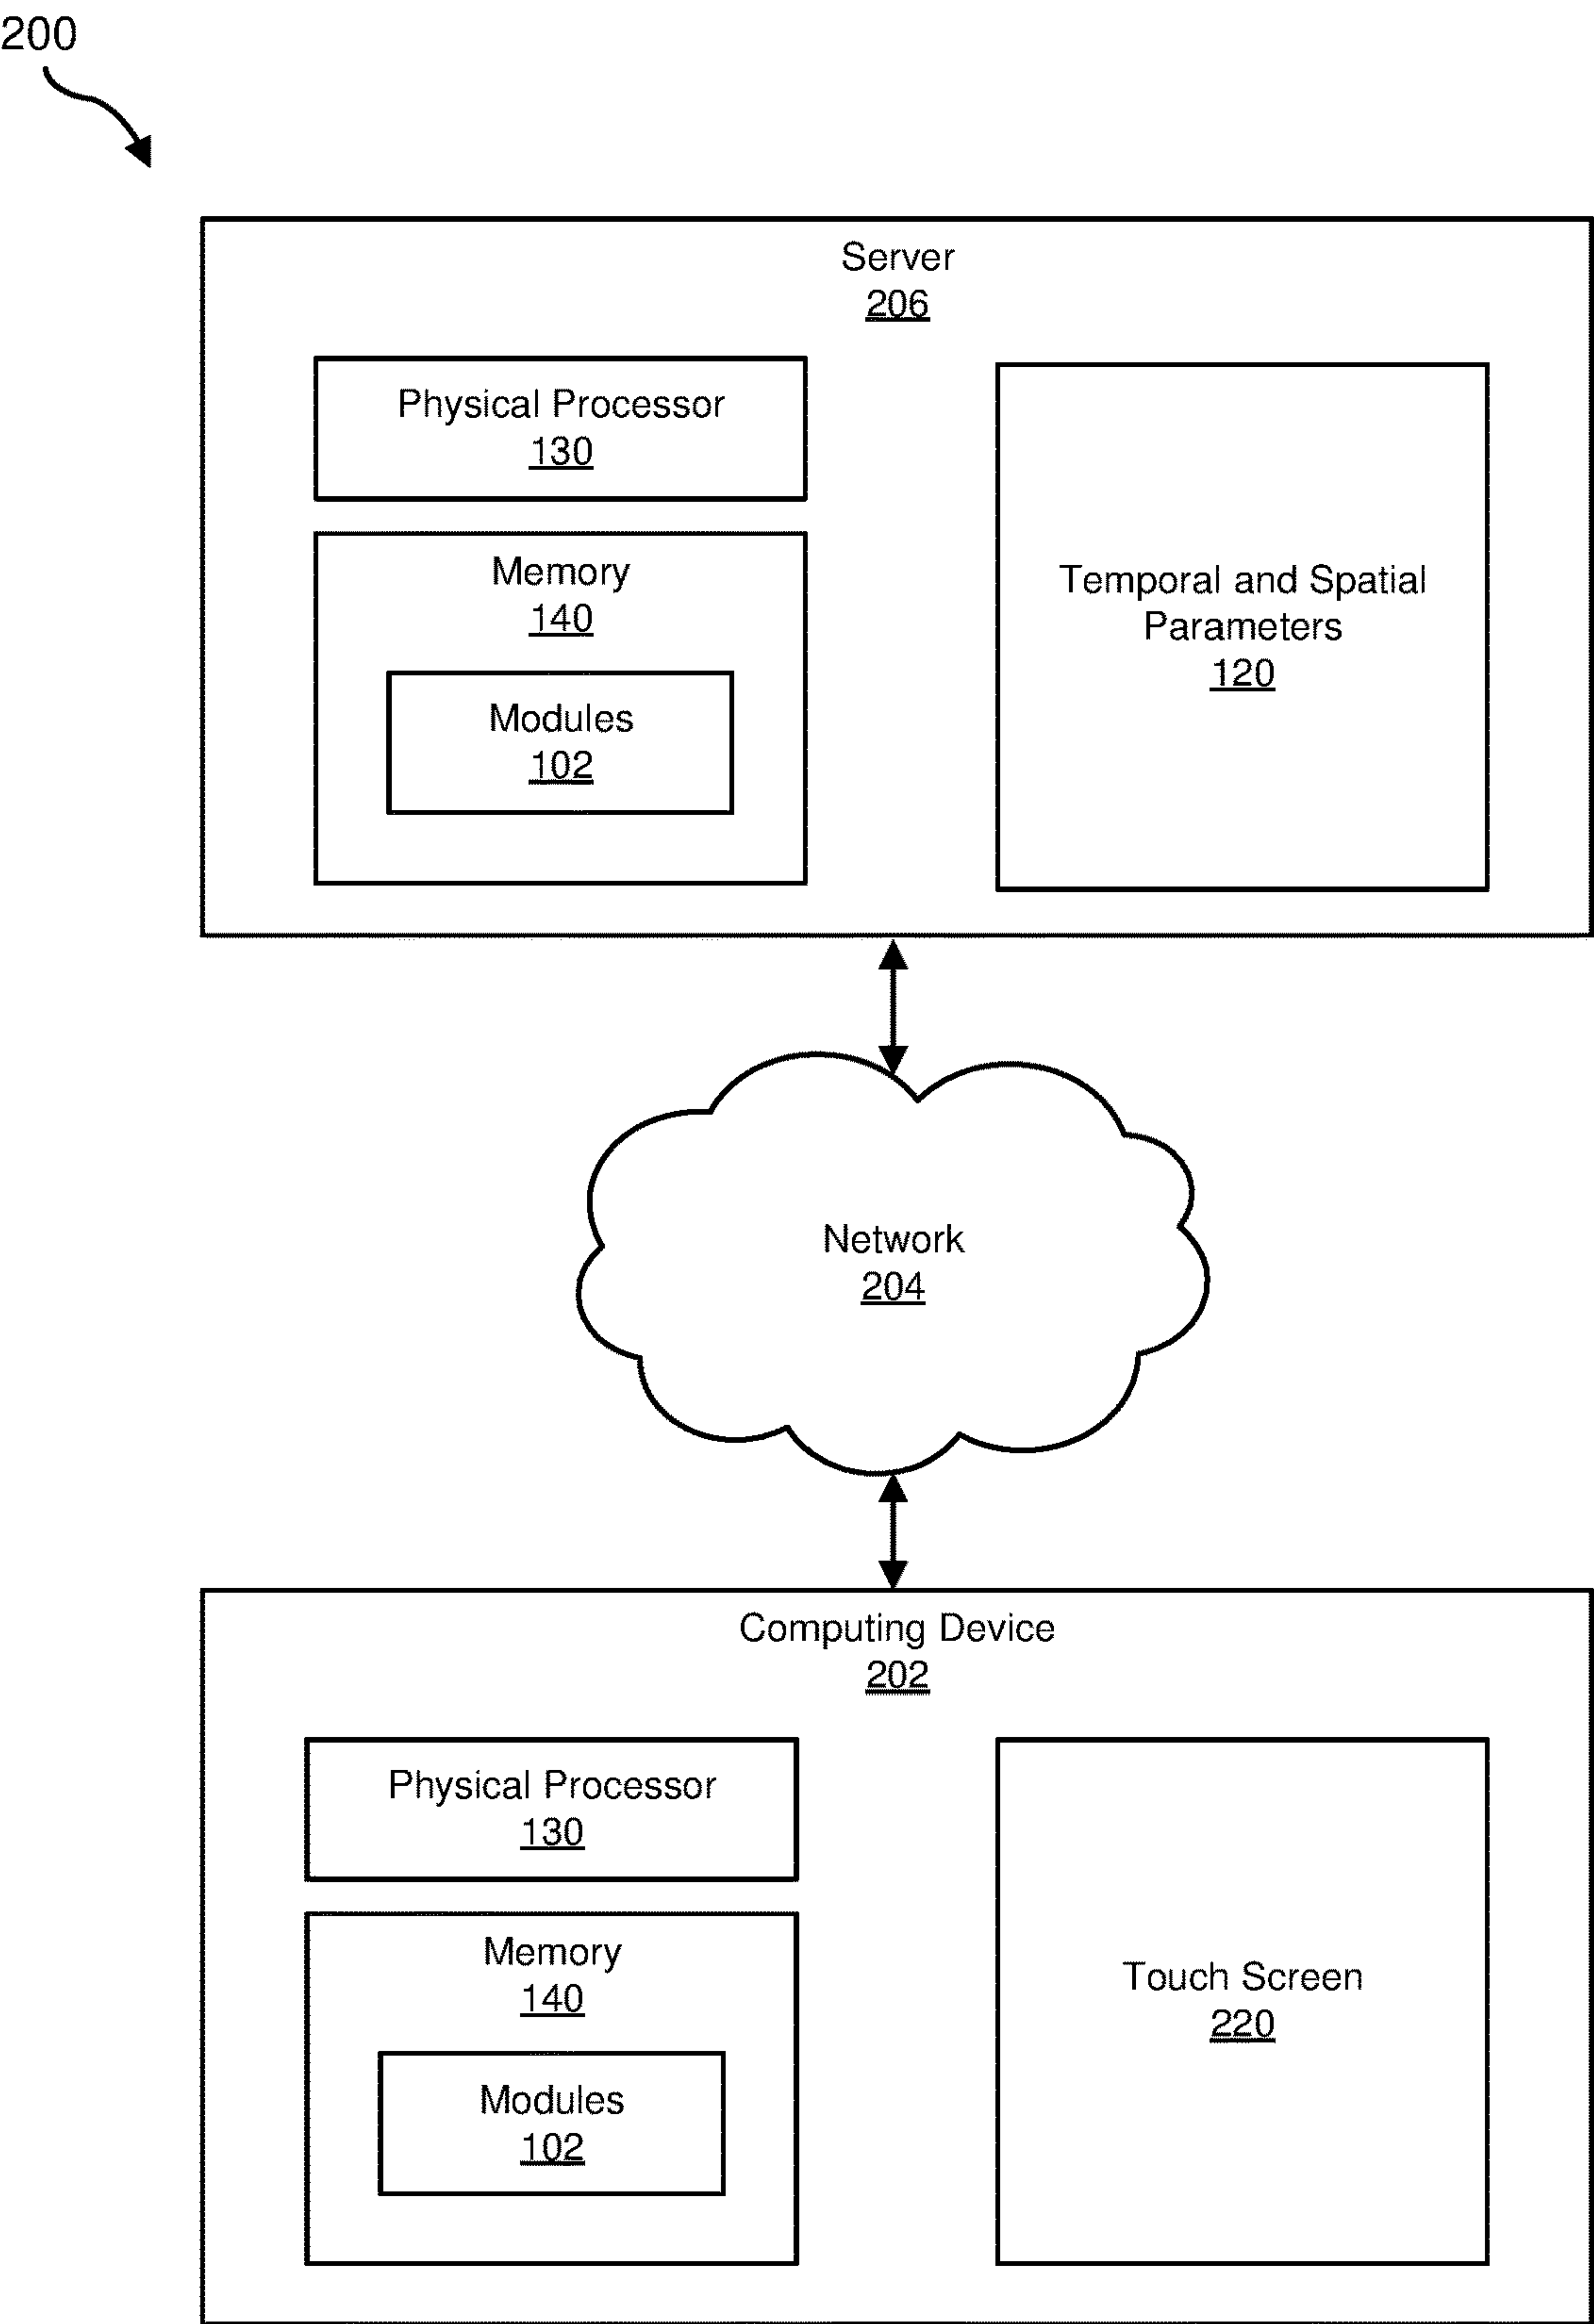 200
Server
206
Physical Processor
130
Memory
140
Modules
102
Temporal and Spatial
Parameters
120
Network
204
Computing Device
202
Physical Processor
130
Memory
140
Modules
102
Touch Screen
220